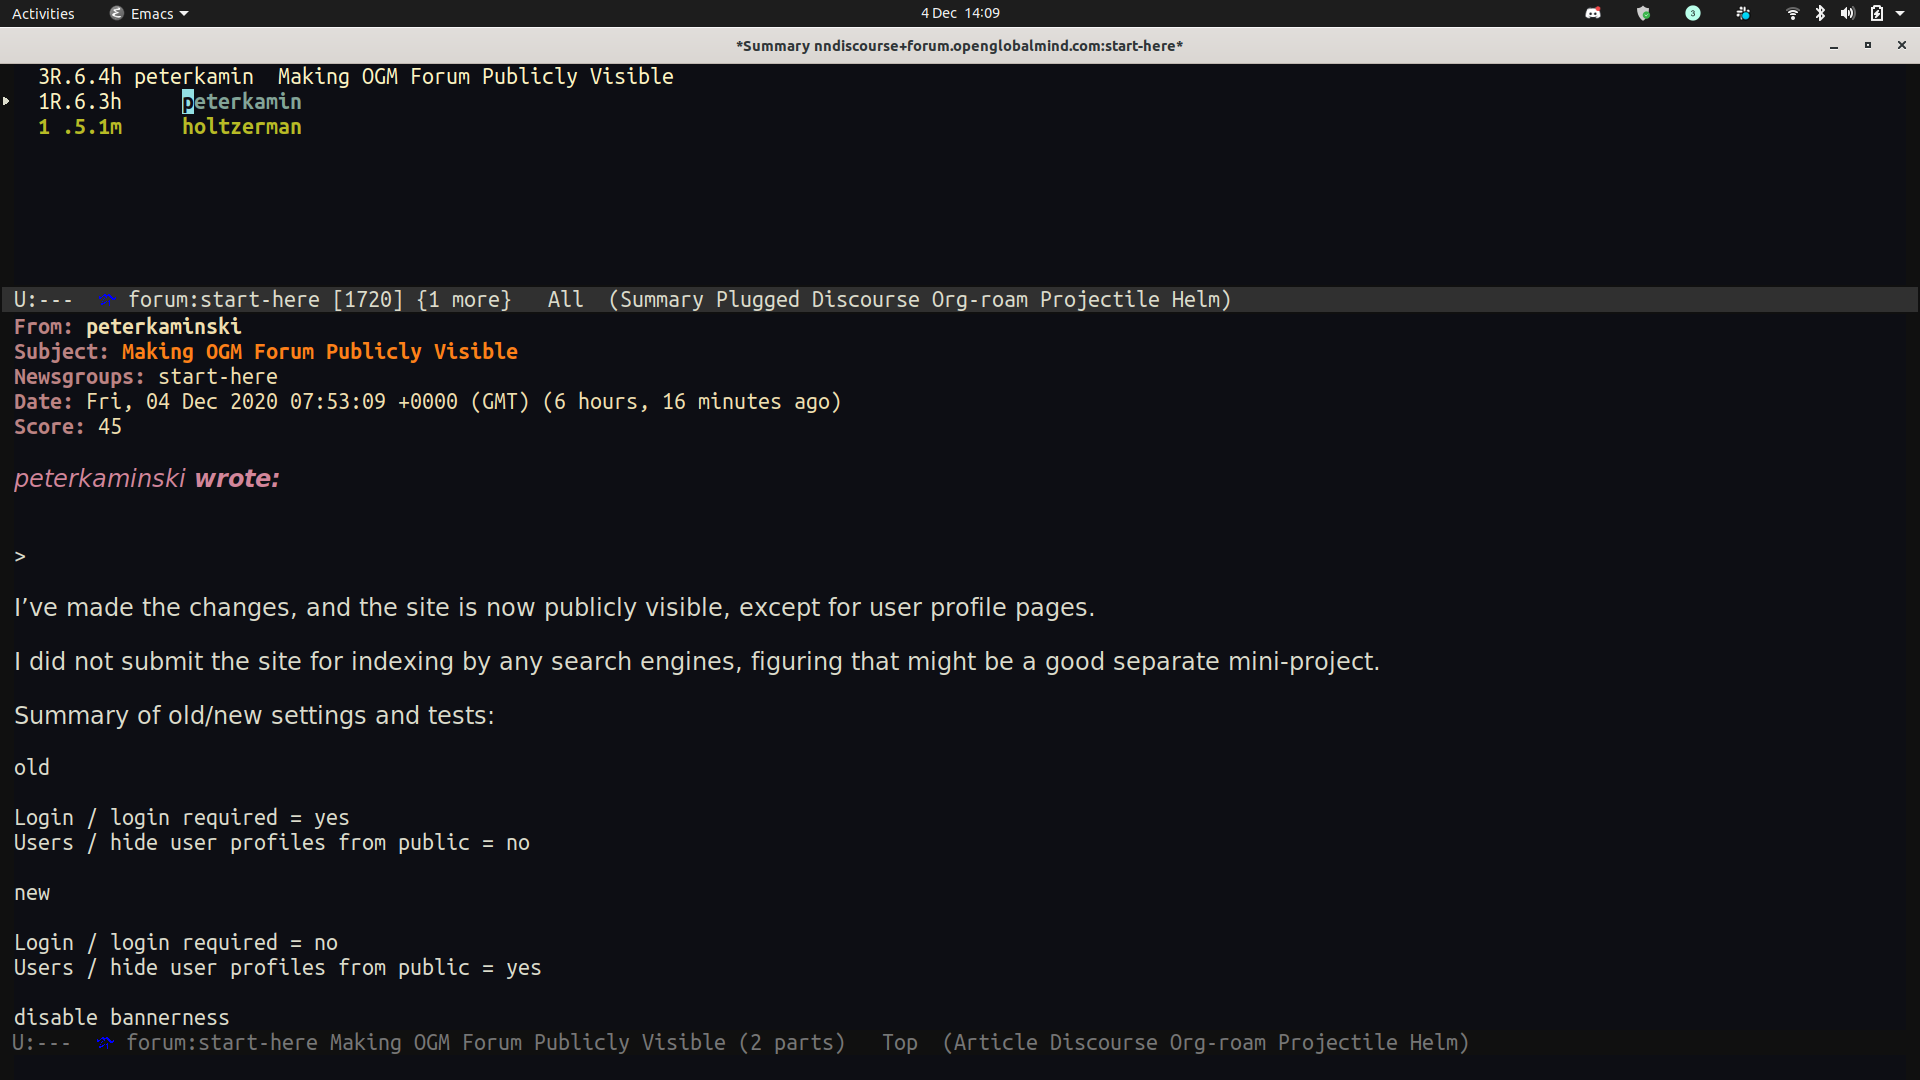 Activities Emacs 4 Dec 14:09 3
*Summary nndiscourse+forum.openglobalmind.com:start-here*
3R.6.4h peterkamin Making OGM Forum Publicly Visible
1R.6.3h peterkamin
1 .5.1m holtzerman
U:--- forum:start-here [1720] {1 more} All (Summary Plugged Discourse Org-roam Projectile Helm)
From: peterkaminski
Subject: Making OGM Forum Publicly Visible
Newsgroups: start-here
Date: Fri, 04 Dec 2020 07:53:09 +0000 (GMT) (6 hours, 16 minutes ago)
Score: 45
peterkaminski wrote:
>
I’ve made the changes, and the site is now publicly visible, except for user profile pages.
I did not submit the site for indexing by any search engines, figuring that might be a good separate mini-project.
Summary of old/new settings and tests:
old
Login / login required = yes
Users / hide user profiles from public = no
new
Login / login required = no
Users / hide user profiles from public = yes
disable bannerness
U:--- forum:start-here Making OGM Forum Publicly Visible (2 parts) Top (Article Discourse Org-roam Projectile Helm)